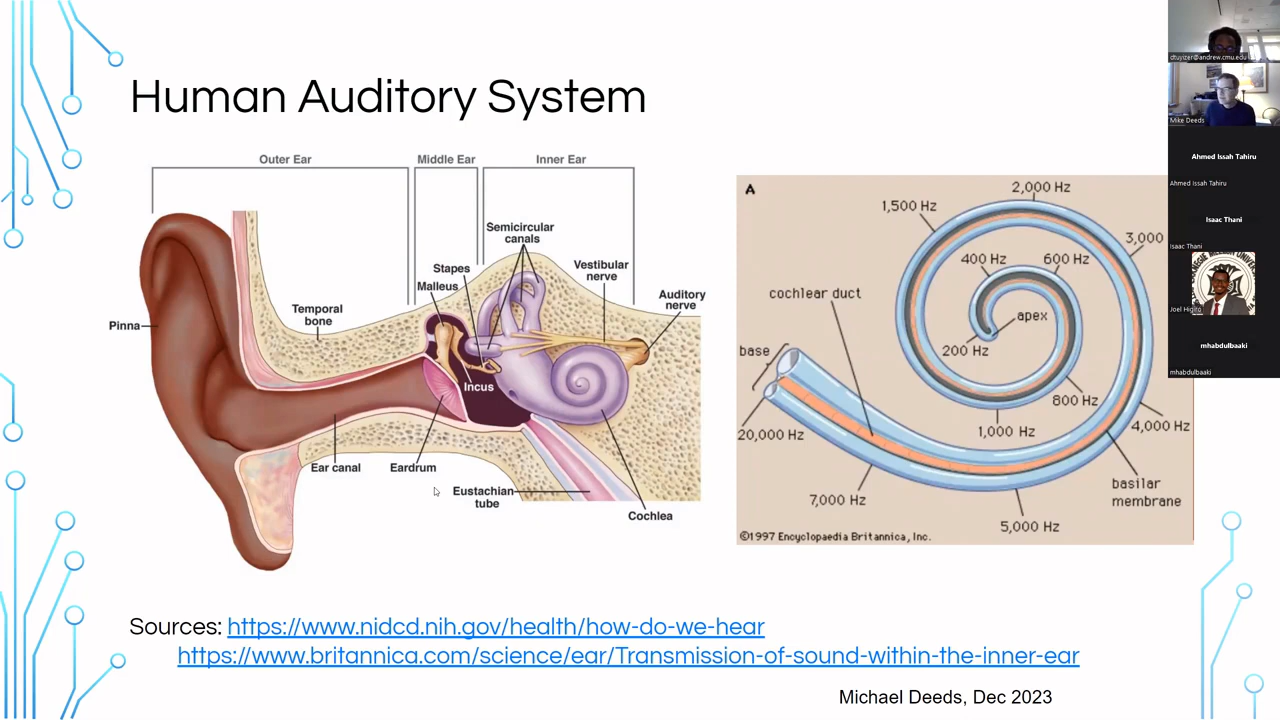 Human Auditory System
Outer Ear
Middle Ear
Inner Ear
Semicircular
canals
Stapes
Malleus
Vestibular
nerve
Auditory
nerve
Temporal
bone
Pinna
Incus
Ear canal
Eardrum
Eustachian
tube
Cochlea
A
2,000 Hz
1,500 Hz
3,000
400 Hz
600 Hz
cochlear duct
apex
base
200 Hz
800 Hz
20,000 Hz
1,000 Hz
4,000 Hz
7,000 Hz
basilar
membrane
5,000 Hz
©1997 Encyclopaedia Britannica, Inc.
Sources: https://www.nidcd.nih.gov/health/how-do-we-hear
https://www.britannica.com/science/ear/Transmission-of-sound-within-the-inner-ear
Michael Deeds, Dec 2023
dtuyizer@andrew.cmu.edu
Mike Deeds
Ahmed Issah Tahiru
Ahmed Issah Tahiru
Isaac Thani
Isaac Thani
Joel Higiro
mhabdulbaaki
mhabdulbaaki